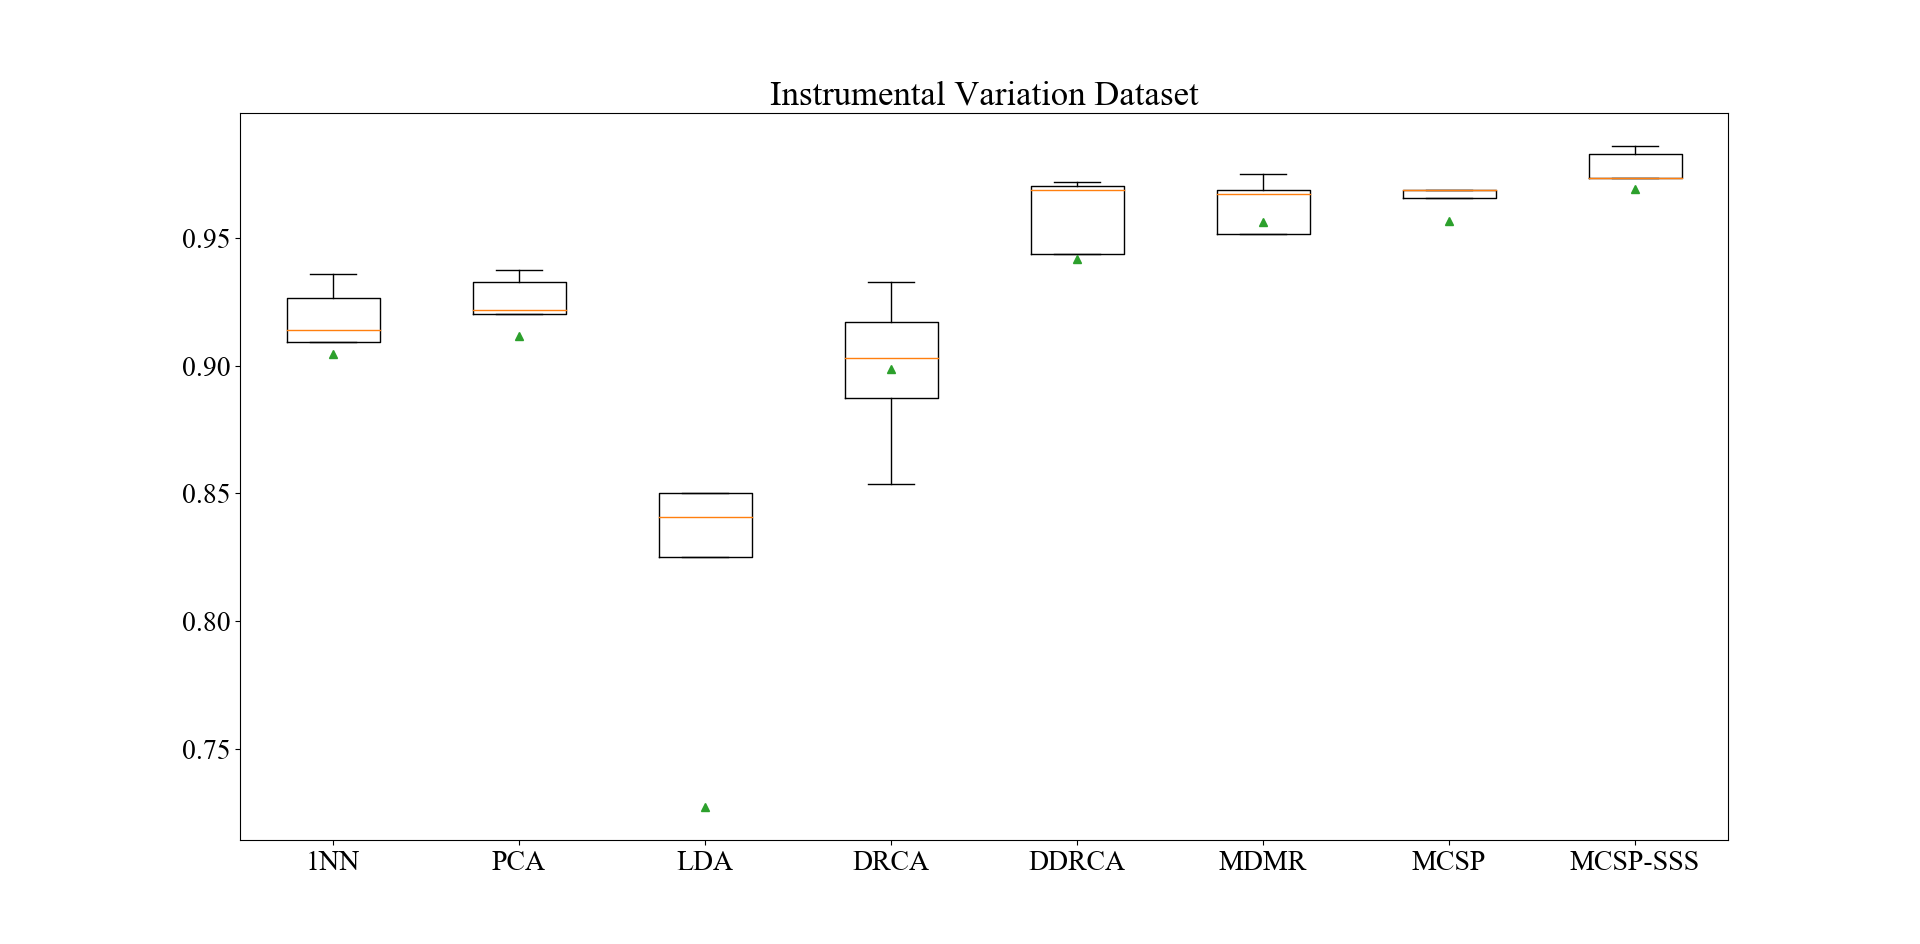 Instrumental Variation Dataset
0.95
0.90
0.85
0.80
0.75
1NN PCA LDA DRCA DDRCA MDMR MCSP MCSP-SSS